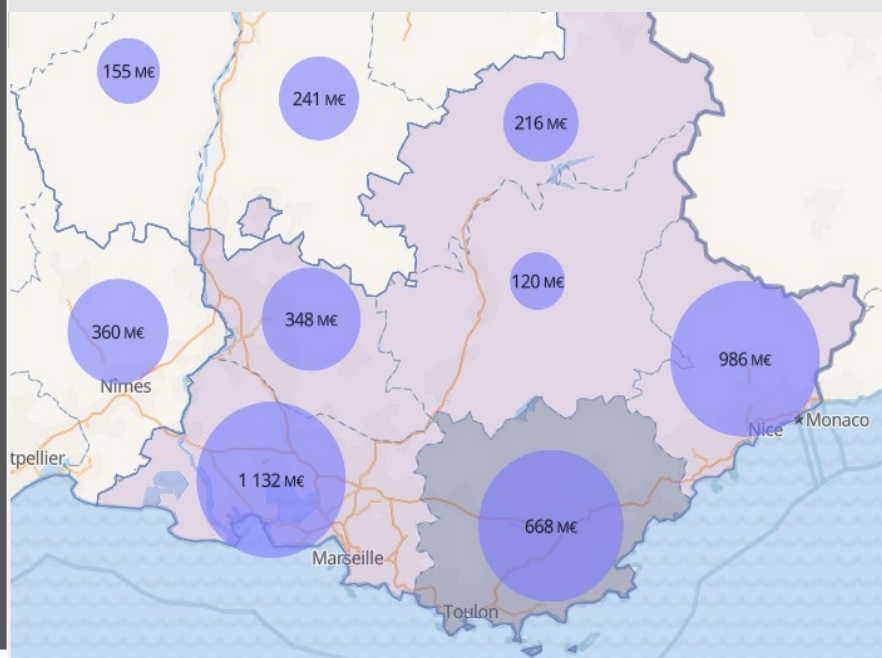 155 M€
241 M€
216 M€
120 M€
348 M€
360 M€
986 M€
Nîmes
Monaco
Nice
tpellier
1 132 M€
668 M€
Marseille
Toulon